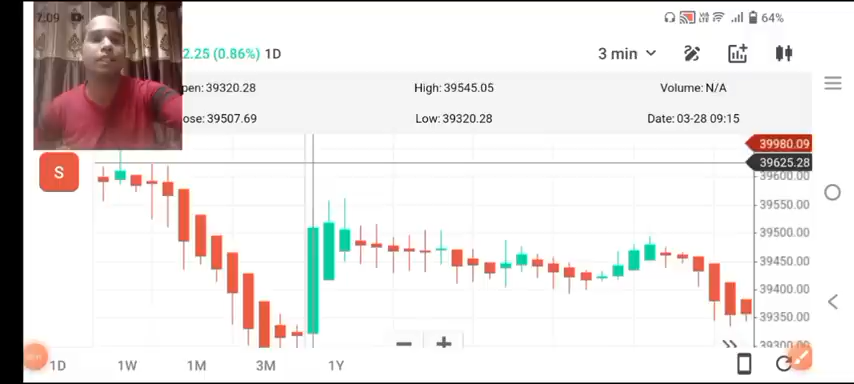 7:09
64%
2.25 (0.86%) 1D
3 min
pen: 39320.28
High: 39545.05
Volume: N/A
ose: 39507.69
Low: 39320.28
Date: 03-28 09:15
39980.09
39625.28
S
39600.00
39550.00
39500.00
39450.00
39400.00
39350.00
39300
1D
1W
1M
3M
1Y